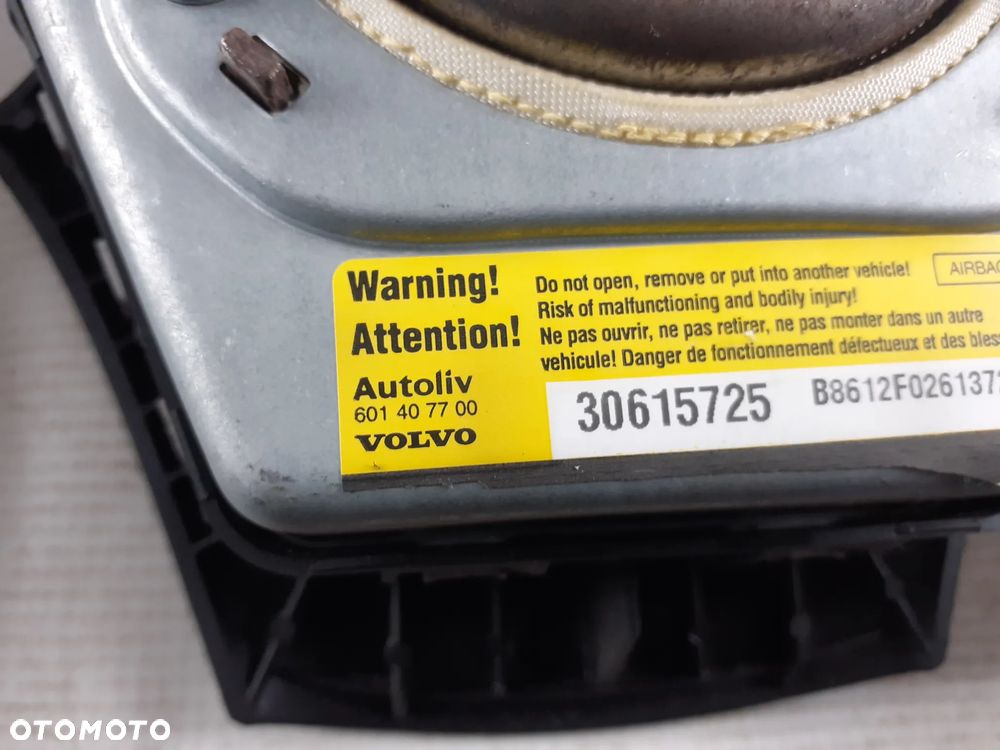 Warning!
Attention!
Autoliv
601 40 77 00
VOLVO
Do not open, remove or put into another vehicle!
Risk of malfunctioning and bodily injury!
Ne pas ouvrir, ne pas retirer, ne pas monter dans un autre
vehicule! Danger de fonctionnement défectueux et des
30615725
AIRBAG
OTOMOTO